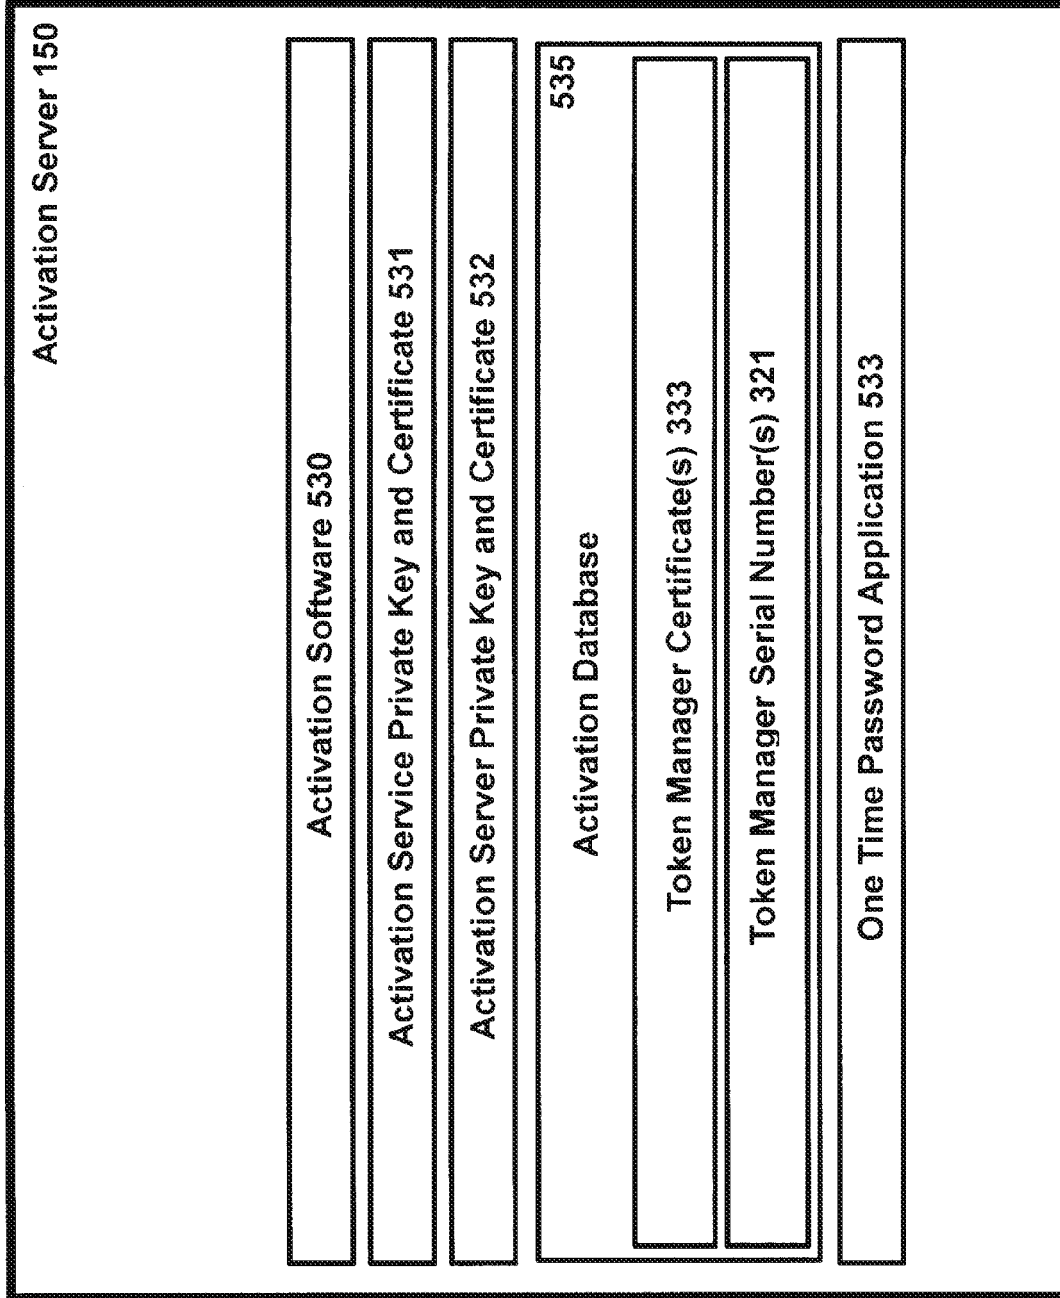 Activation Server 150
Activation Software 530
Activation Service Private Key and Certificate 531
Activation Server Private Key and Certificate 532
535
Activation Database
Token Manager Certificate(s) 333
Token Manager Serial Number(s) 321
One Time Password Application 533